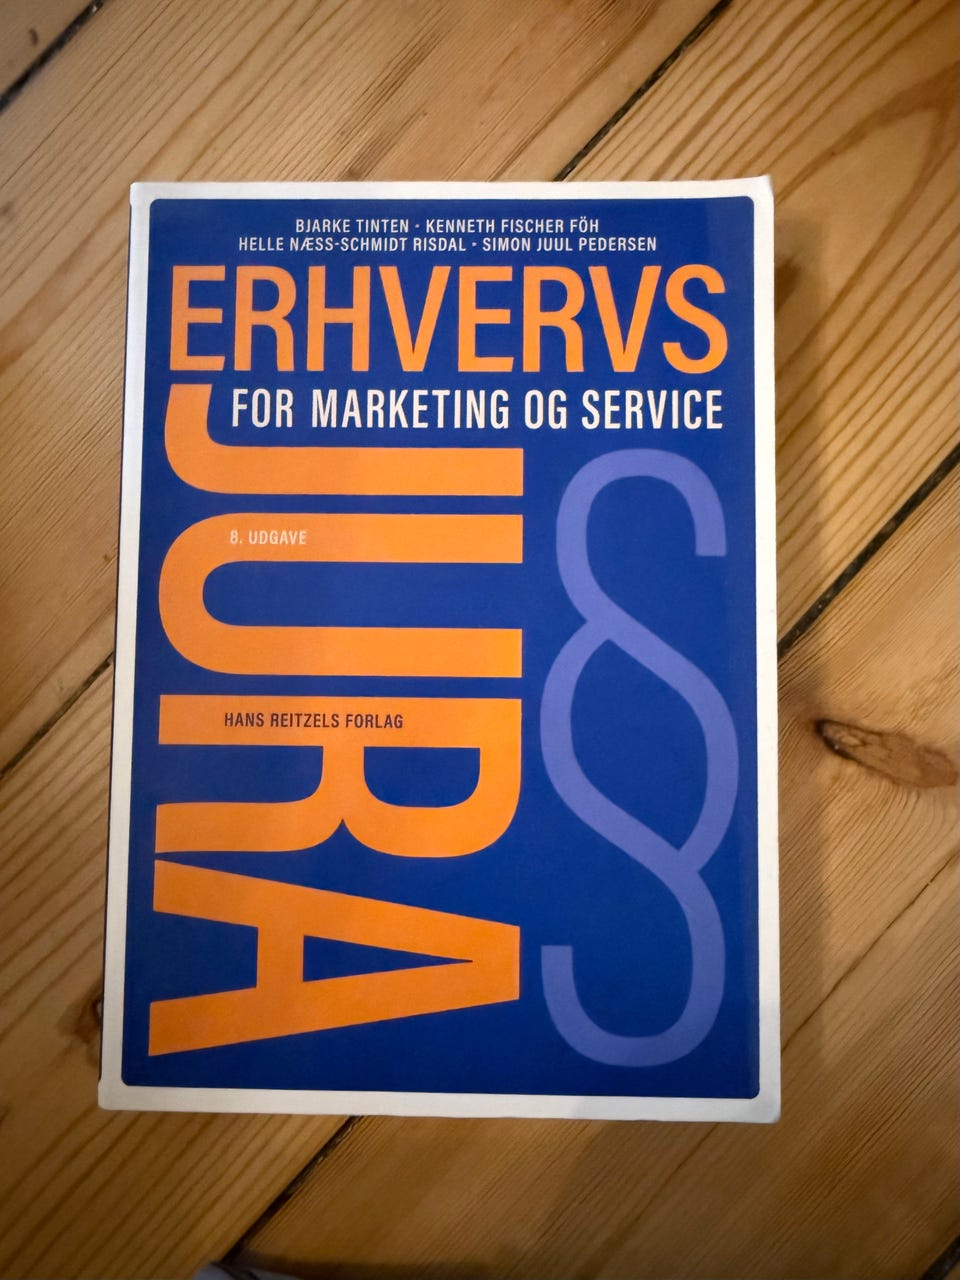 BJARKE TINTEN · KENNETH FISCHER FÖH
HELLE NÆSS-SCHMIDT RISDAL · SIMON JUUL PEDERSEN
ERHVERVS
FOR MARKETING OG SERVICE
JURA
8. UDGAVE
HANS REITZELS FORLAG
§